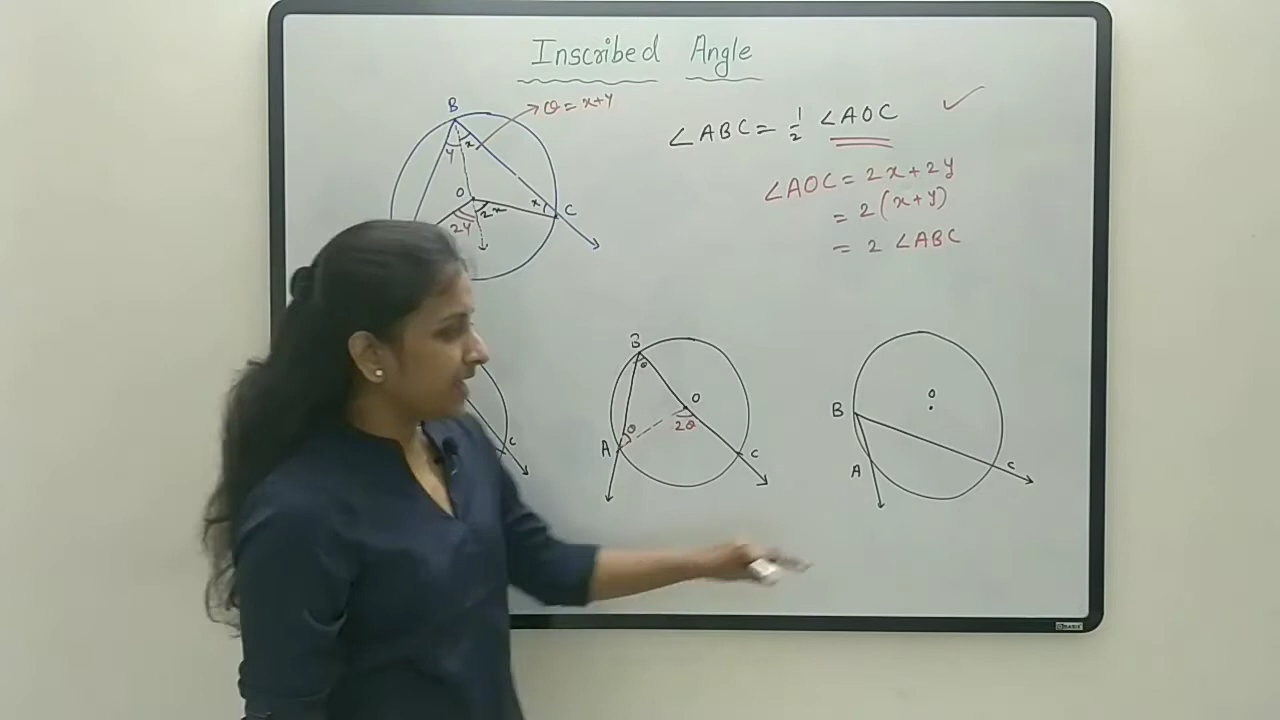 Inscribed Angle
B
θ = x+y
y x
O
x
C
2y 2x
∠ABC = 1/2 ∠AOC ✓
∠AOC = 2x+2y
= 2(x+y)
= 2 ∠ABC
C
B
θ
O
2θ
θ
A
C
O
B
A
C